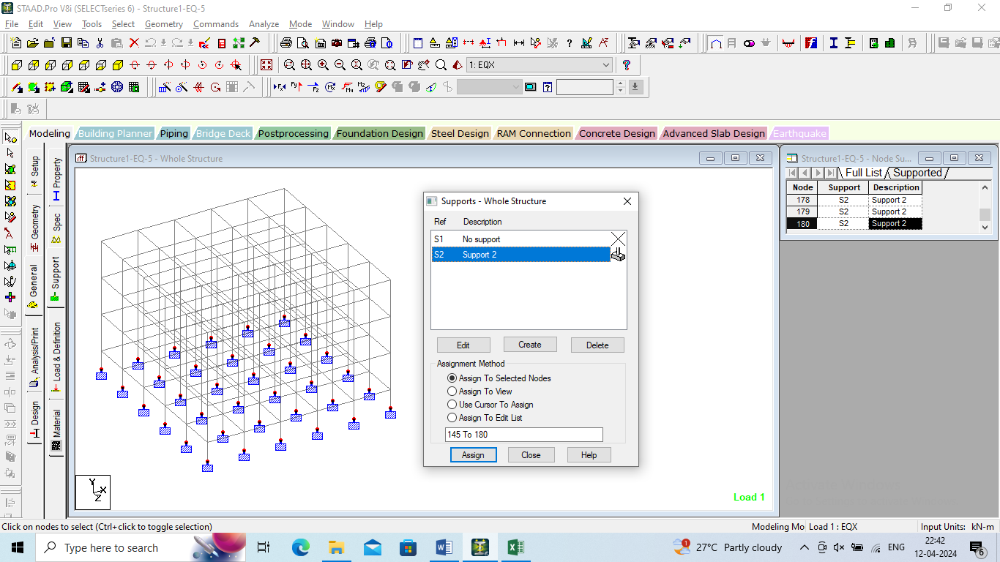 STAAD.Pro V8i (SELECTseries 6) - Structure1-EQ-5
File Edit View Tools Select Geometry Commands Analyze Mode Window Help
1: EQX
Modeling Building Planner Piping Bridge Deck Postprocessing Foundation Design Steel Design RAM Connection Concrete Design Advanced Slab Design Earthquake
Setup
Geometry
General
Analysis/Print
Design
Property
Spec
Support
Load & Definition
Material
Structure1-EQ-5 - Whole Structure
Y
X
Z
Load 1
Supports - Whole Structure
Ref Description
S1 No support
S2 Support 2
Edit Create Delete
Assignment Method
Assign To Selected Nodes
Assign To View
Use Cursor To Assign
Assign To Edit List
145 To 180
Assign Close Help
Structure1-EQ-5 - Node Su...
Full List Supported
Node Support Description
178 S2 Support 2
179 S2 Support 2
180 S2 Support 2
Click on nodes to select (Ctrl+click to toggle selection)
Modeling Mo Load 1 : EQX Input Units: kN-m
Type here to search
27°C Partly cloudy
ENG
22:42
12-04-2024
6